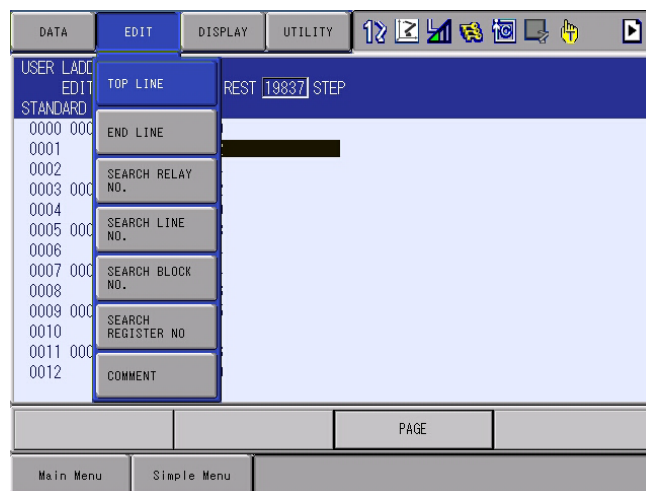 DATA EDIT DISPLAY UTILITY
USER LADD
EDIT REST 19837 STEP
STANDARD
TOP LINE
END LINE
SEARCH RELAY
NO.
SEARCH LINE
NO.
SEARCH BLOCK
NO.
SEARCH
REGISTER NO
COMMENT
0000 000
0001
0002
0003 000
0004
0005 000
0006
0007 000
0008
0009 000
0010
0011 000
0012
PAGE
Main Menu Simple Menu